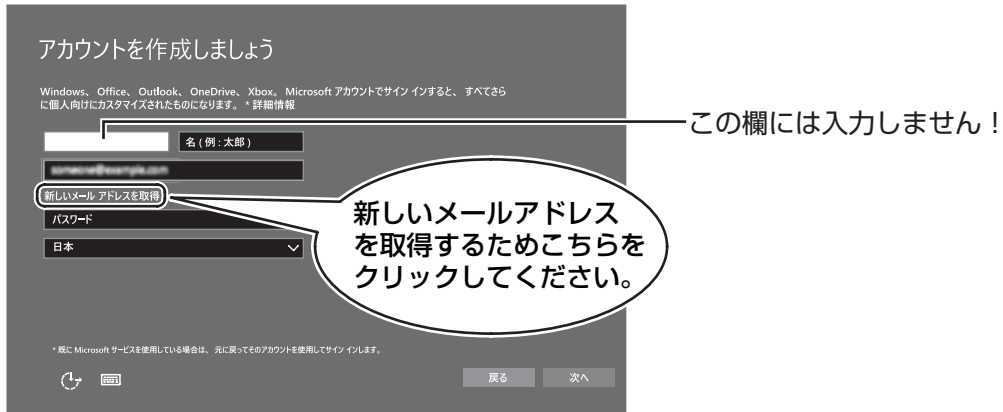 アカウントを作成しましょう
Windows、 Office、 Outlook、 OneDrive、 Xbox。 Microsoft アカウントでサイン インすると、 すべてさら
に個人向けにカスタマイズされたものになります。 * 詳細情報
この欄には入力しません！
名 ( 例 : 太郎 )
someone@example.com
新しいメール アドレスを取得
パスワード
日本
新しいメールアドレス
を取得するためこちらを
クリックしてください。
* 既に Microsoft サービスを使用している場合は、 元に戻ってそのアカウントを使用してサイン インします。
戻る
次へ